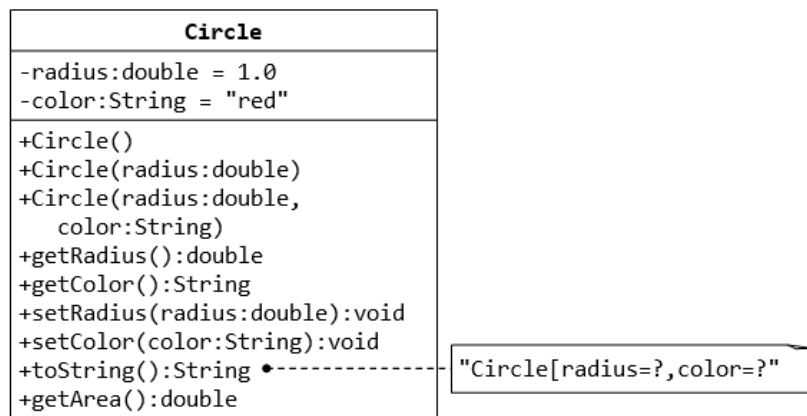 Circle
-radius:double = 1.0
-color:String = "red"
+Circle()
+Circle(radius:double)
+Circle(radius:double,
color:String)
+getRadius():double
+getColor():String
+setRadius(radius:double):void
+setColor(color:String):void
+toString():String
"Circle[radius=?,color=?"
+getArea():double